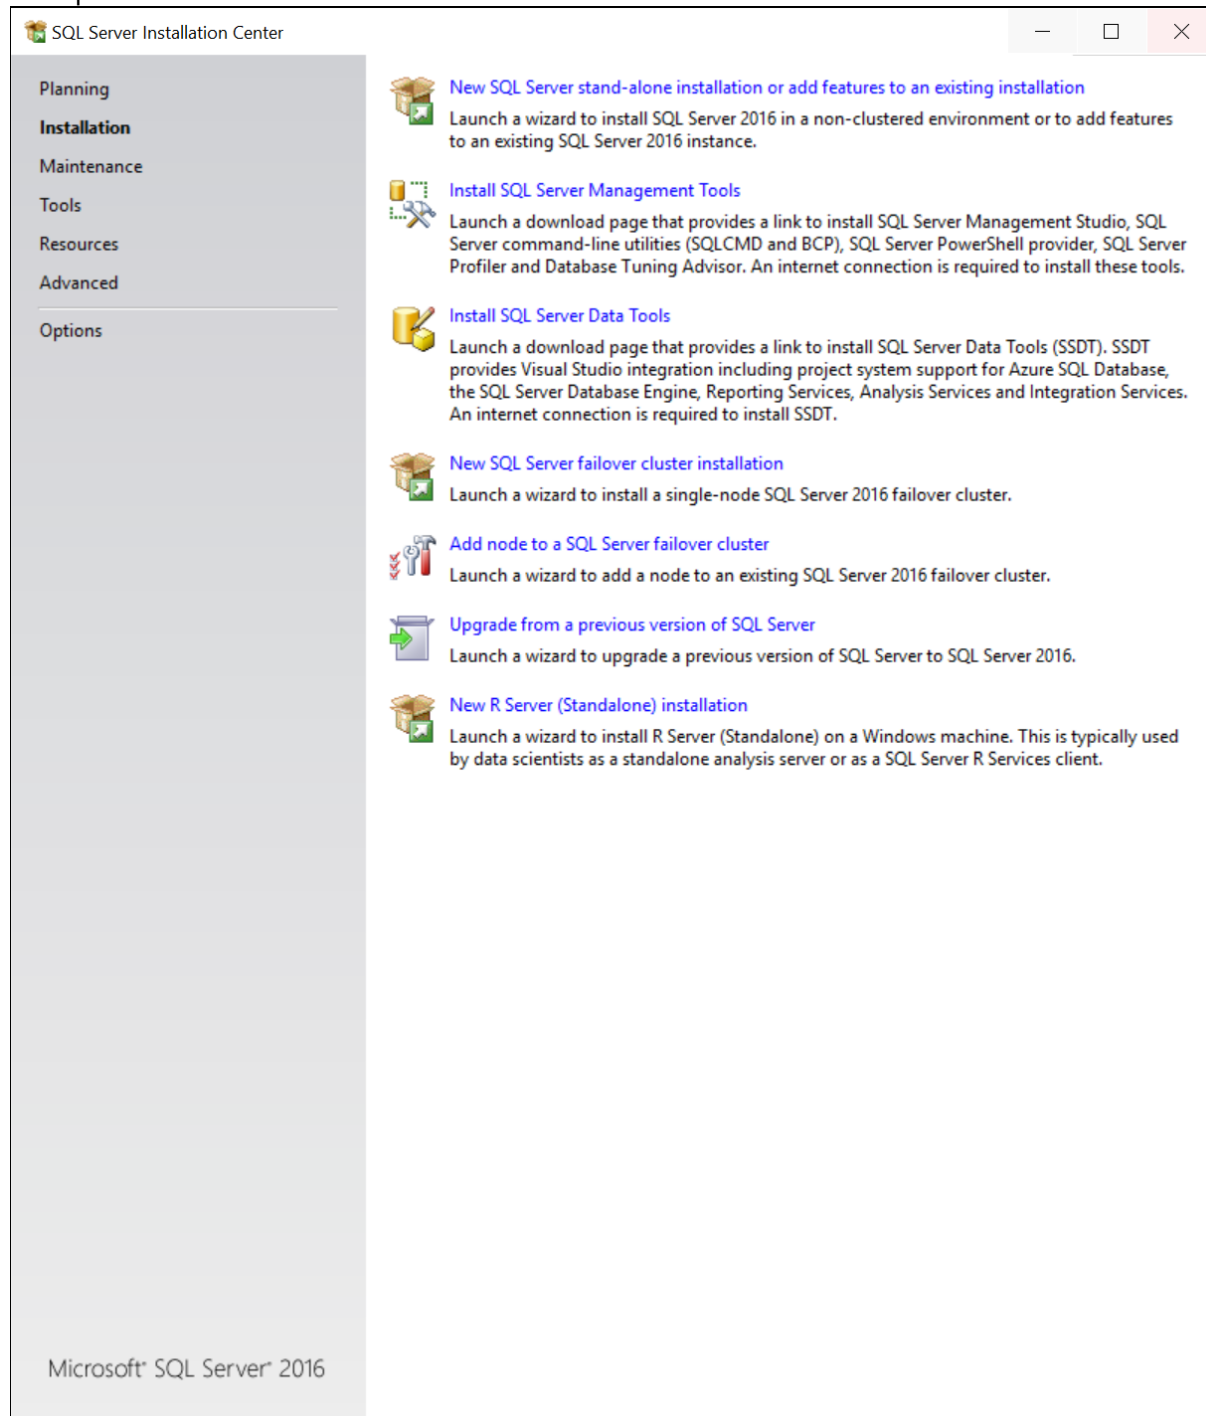 SQL Server Installation Center
Planning
Installation
Maintenance
Tools
Resources
Advanced
Options
New SQL Server stand-alone installation or add features to an existing installation
Launch a wizard to install SQL Server 2016 in a non-clustered environment or to add features
to an existing SQL Server 2016 instance.
Install SQL Server Management Tools
Launch a download page that provides a link to install SQL Server Management Studio, SQL
Server command-line utilities (SQLCMD and BCP), SQL Server PowerShell provider, SQL Server
Profiler and Database Tuning Advisor. An internet connection is required to install these tools.
Install SQL Server Data Tools
Launch a download page that provides a link to install SQL Server Data Tools (SSDT). SSDT
provides Visual Studio integration including project system support for Azure SQL Database,
the SQL Server Database Engine, Reporting Services, Analysis Services and Integration Services.
An internet connection is required to install SSDT.
New SQL Server failover cluster installation
Launch a wizard to install a single-node SQL Server 2016 failover cluster.
Add node to a SQL Server failover cluster
Launch a wizard to add a node to an existing SQL Server 2016 failover cluster.
Upgrade from a previous version of SQL Server
Launch a wizard to upgrade a previous version of SQL Server to SQL Server 2016.
New R Server (Standalone) installation
Launch a wizard to install R Server (Standalone) on a Windows machine. This is typically used
by data scientists as a standalone analysis server or as a SQL Server R Services client.
Microsoft® SQL Server® 2016